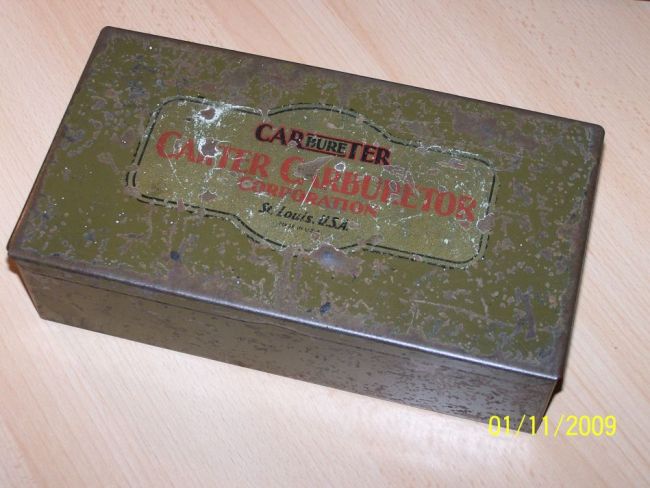 CARBURETER
CARTER CARBURETOR
CORPORATION
St. Louis, U.S.A.
01/11/2009